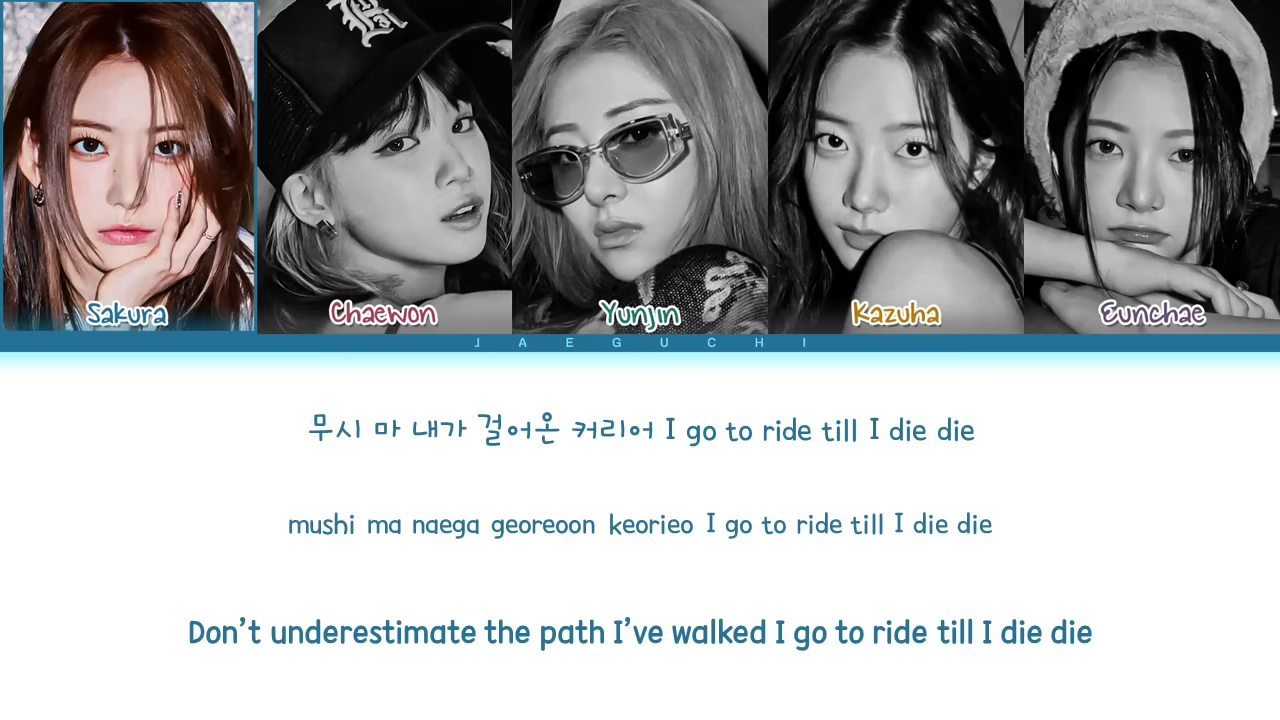 Sakura Chaewon Yunjin Kazuha Eunchae
JAEGUCHI
무시 마 내가 걸어온 커리어 I go to ride till I die die
mushi ma naega georeoon keorieo I go to ride till I die die
Don't underestimate the path I've walked I go to ride till I die die